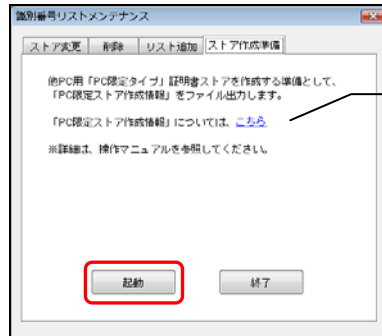 識別番号リストメンテナンス
ストア変更 削除 リスト追加 ストア作成準備
他PC用「PC限定タイプ」証明書ストアを作成する準備として、
「PC限定ストア作成情報」をファイル出力します。
「PC限定ストア作成情報」については、こちら
※詳細は、操作マニュアルを参照してください。
起動 終了